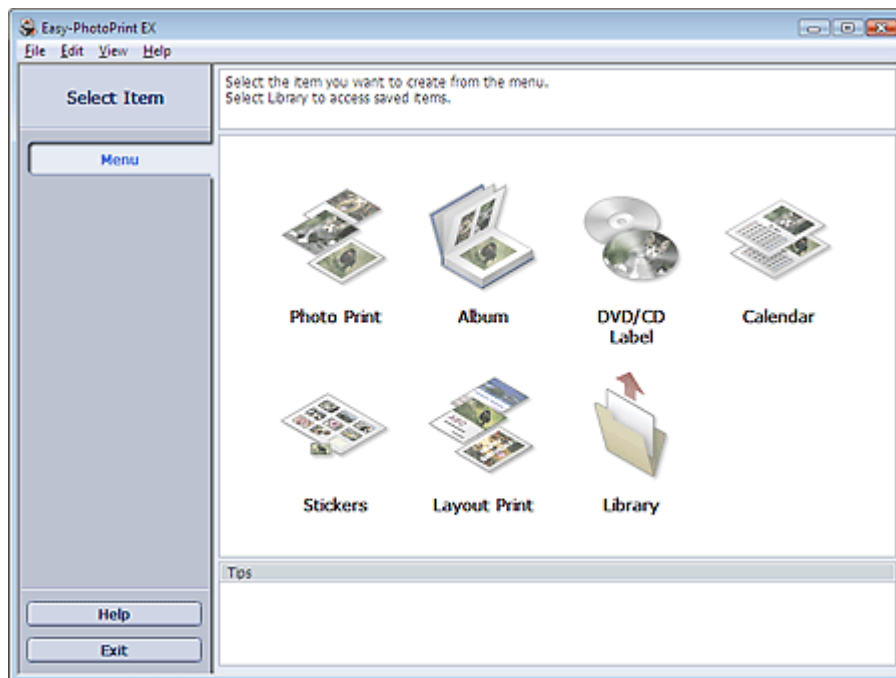 Easy-PhotoPrint EX
File Edit View Help
Select Item
Select the item you want to create from the menu.
Select Library to access saved items.
Menu
Photo Print
Album
DVD/CD
Label
Calendar
Stickers
Layout Print
Library
Tips
Help
Exit